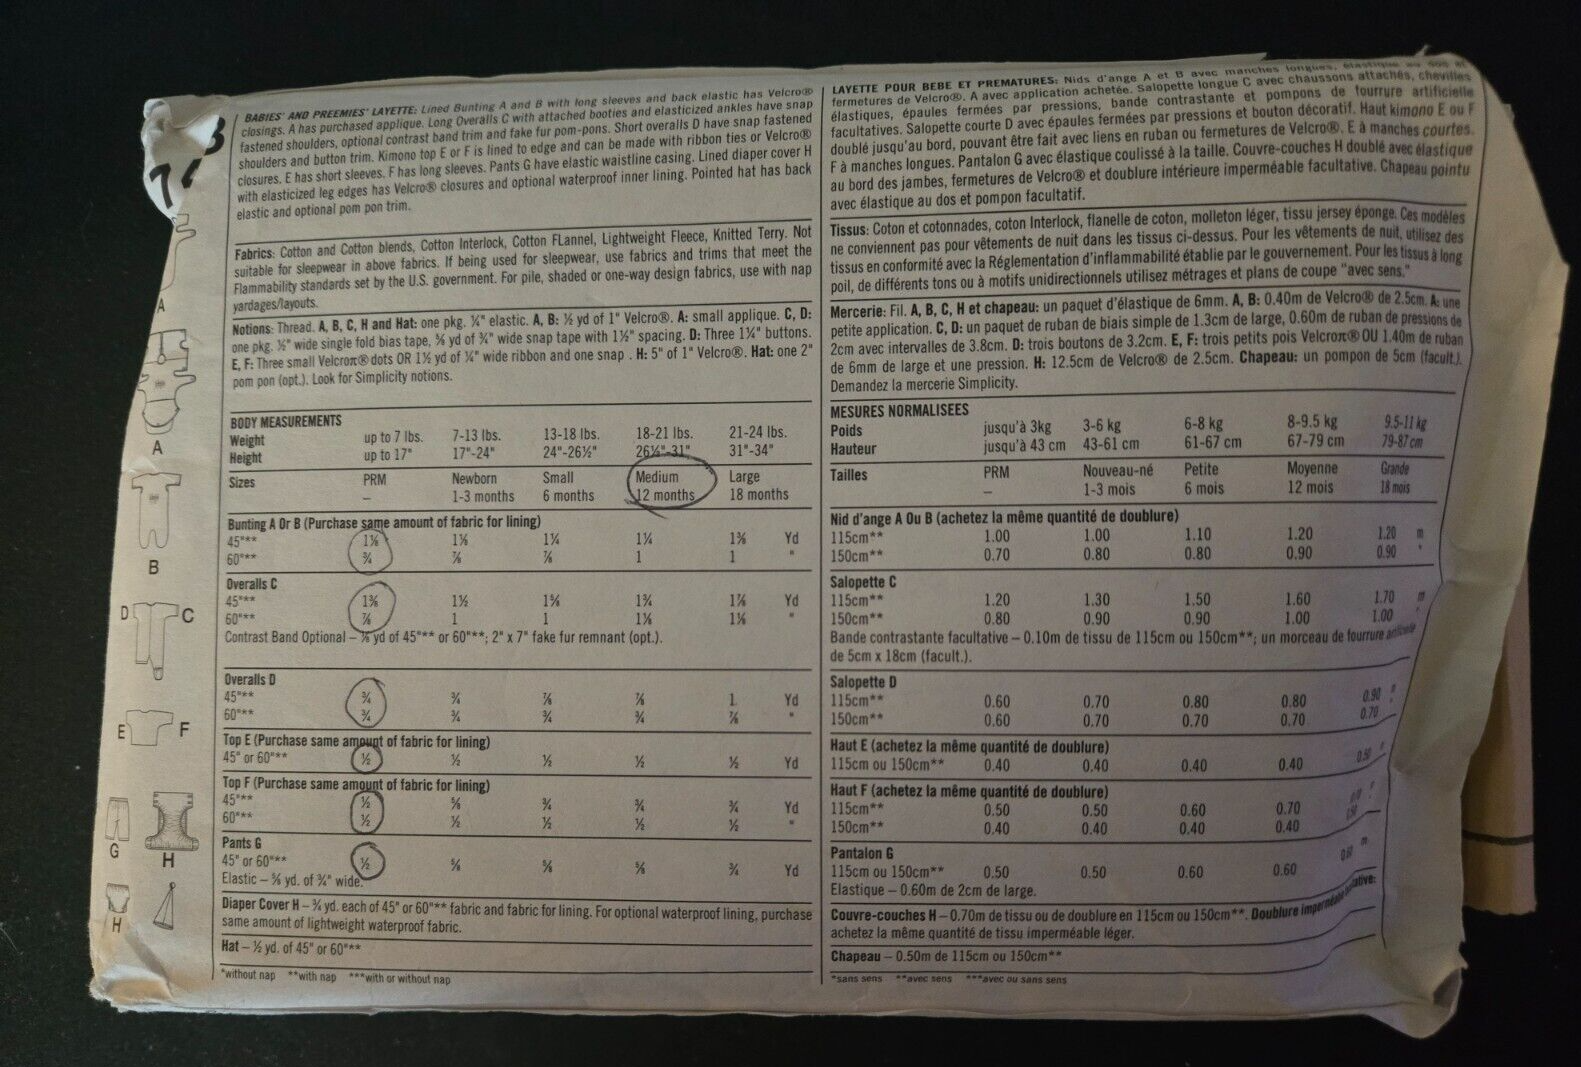 BABIES' AND PREEMIES' LAYETTE: Lined Bunting A and B with long sleeves and back elastic has Velcro®
closings. A has purchased applique. Long Overalls C with attached booties and elasticized ankles have snap
fastened shoulders, optional contrast band trim and fake fur pom-pons. Short overalls D have snap fastened
shoulders and button trim. Kimono top E or F is lined to edge and can be made with ribbon ties or Velcro®
closures. E has short sleeves. F has long sleeves. Pants G have elastic waistline casing. Lined diaper cover H
with elasticized leg edges has Velcro® closures and optional waterproof inner lining. Pointed hat has back
elastic and optional pom pon trim.
Fabrics: Cotton and Cotton blends, Cotton Interlock, Cotton FLannel, Lightweight Fleece, Knitted Terry. Not
suitable for sleepwear in above fabrics. If being used for sleepwear, use fabrics and trims that meet the
Flammability standards set by the U.S. government. For pile, shaded or one-way design fabrics, use with nap
yardages/layouts.
Notions: Thread. A, B, C, H and Hat: one pkg. ¼" elastic. A, B: ½ yd of 1" Velcro®. A: small applique. C, D:
one pkg. ½" wide single fold bias tape, ⅝ yd of ¾" wide snap tape with 1½" spacing. D: Three 1¼" buttons.
E, F: Three small Velcro® dots OR 1½ yd of ¼" wide ribbon and one snap . H: 5" of 1" Velcro®. Hat: one 2"
pom pon (opt.). Look for Simplicity notions.
BODY MEASUREMENTS
Weight up to 7 lbs. 7-13 lbs. 13-18 lbs. 18-21 lbs. 21-24 lbs.
Height up to 17" 17"-24" 24"-26½" 26½"-31" 31"-34"
Sizes PRM Newborn Small Medium Large
– 1-3 months 6 months 12 months 18 months
Bunting A Or B (Purchase same amount of fabric for lining)
45"** 1⅛ 1⅛ 1¼ 1¼ 1⅜ Yd
60"** ¾ ⅞ ⅞ 1 1 "
Overalls C
45"** 1⅜ 1½ 1⅝ 1¾ 1⅞ Yd
60"** ⅞ 1 1 1⅛ 1⅛ "
Contrast Band Optional – ⅛ yd of 45"** or 60"**; 2" x 7" fake fur remnant (opt.).
Overalls D
45"** ¾ ¾ ⅞ ⅞ 1 Yd
60"** ¾ ¾ ¾ ¾ ⅞ "
Top E (Purchase same amount of fabric for lining)
45" or 60"** ½ ½ ½ ½ ½ Yd
Top F (Purchase same amount of fabric for lining)
45"** ½ ⅝ ¾ ¾ ¾ Yd
60"** ½ ½ ½ ½ ½ "
Pants G
45" or 60"** ½ ⅝ ⅝ ⅝ ¾ Yd
Elastic – ⅝ yd. of ¾" wide.
Diaper Cover H – ¾ yd. each of 45" or 60"** fabric and fabric for lining. For optional waterproof lining, purchase
same amount of lightweight waterproof fabric.
Hat – ½ yd. of 45" or 60"**
*without nap **with nap ***with or without nap
LAYETTE POUR BEBE ET PREMATURES: Nids d'ange A et B avec manches longues, élastique au dos et
fermetures de Velcro®. A avec application achetée. Salopette longue C avec chaussons attachés, chevilles
élastiques, épaules fermées par pressions, bande contrastante et pompons de fourrure artificielle
facultatives. Salopette courte D avec épaules fermées par pressions et bouton décoratif. Haut kimono E ou F
doublé jusqu'au bord, pouvant être fait avec liens en ruban ou fermetures de Velcro®. E à manches courtes.
F à manches longues. Pantalon G avec élastique coulissé à la taille. Couvre-couches H doublé avec élastique
au bord des jambes, fermetures de Velcro® et doublure intérieure imperméable facultative. Chapeau pointu
avec élastique au dos et pompon facultatif.
Tissus: Coton et cotonnades, coton Interlock, flanelle de coton, molleton léger, tissu jersey éponge. Ces modèles
ne conviennent pas pour vêtements de nuit dans les tissus ci-dessus. Pour les vêtements de nuit, utilisez des
tissus en conformité avec la Réglementation d'inflammabilité établie par le gouvernement. Pour les tissus à long
poil, de différents tons ou à motifs unidirectionnels utilisez métrages et plans de coupe "avec sens."
Mercerie: Fil. A, B, C, H et chapeau: un paquet d'élastique de 6mm. A, B: 0.40m de Velcro® de 2.5cm. A: une
petite application. C, D: un paquet de ruban de biais simple de 1.3cm de large, 0.60m de ruban de pressions de
2cm avec intervalles de 3.8cm. D: trois boutons de 3.2cm. E, F: trois petits pois Velcro® OU 1.40m de ruban
de 6mm de large et une pression. H: 12.5cm de Velcro® de 2.5cm. Chapeau: un pompon de 5cm (facult.).
Demandez la mercerie Simplicity.
MESURES NORMALISEES
Poids jusqu'à 3kg 3-6 kg 6-8 kg 8-9.5 kg 9.5-11 kg
Hauteur jusqu'à 43 cm 43-61 cm 61-67 cm 67-79 cm 79-87 cm
Tailles PRM Nouveau-né Petite Moyenne Grande
– 1-3 mois 6 mois 12 mois 18 mois
Nid d'ange A Ou B (achetez la même quantité de doublure)
115cm** 1.00 1.00 1.10 1.20 1.20 m
150cm** 0.70 0.80 0.80 0.90 0.90 "
Salopette C
115cm** 1.20 1.30 1.50 1.60 1.70 m
150cm** 0.80 0.90 0.90 1.00 1.00 "
Bande contrastante facultative – 0.10m de tissu de 115cm ou 150cm**; un morceau de fourrure artificielle
de 5cm x 18cm (facult.).
Salopette D
115cm** 0.60 0.70 0.80 0.80 0.90
150cm** 0.60 0.70 0.70 0.70 0.70
Haut E (achetez la même quantité de doublure)
115cm ou 150cm** 0.40 0.40 0.40 0.40 0.50
Haut F (achetez la même quantité de doublure)
115cm** 0.50 0.50 0.60 0.70
150cm** 0.40 0.40 0.40 0.40
Pantalon G
115cm ou 150cm** 0.50 0.50 0.60 0.60 0.60 m
Elastique – 0.60m de 2cm de large.
Couvre-couches H – 0.70m de tissu ou de doublure en 115cm ou 150cm**. Doublure imperméable facultative:
achetez la même quantité de tissu imperméable léger.
Chapeau – 0.50m de 115cm ou 150cm**
*sans sens **avec sens ***avec ou sans sens
A
A
B
D
C
E
F
G
H
H